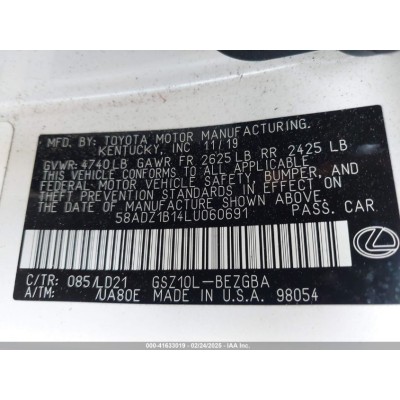 MFD. BY: TOYOTA MOTOR MANUFACTURING.
KENTUCKY, INC 11/19
GVWR: 4740LB GAWR FR 2625LB RR 2425 LB
THIS VEHICLE CONFORMS TO ALL APPLICABLE
FEDERAL MOTOR VEHICLE SAFETY, BUMPER, AND
THEFT PREVENTION STANDARDS IN EFFECT ON
THE DATE OF MANUFACTURE SHOWN ABOVE.
58ADZ1B14LU060691 PASS. CAR
C/TR: 085/LD21 GSZ10L-BEZGBA
A/TM: /UA80E MADE IN U.S.A. 98054
000-41633019 - 02/24/2025 - IAAI.COM